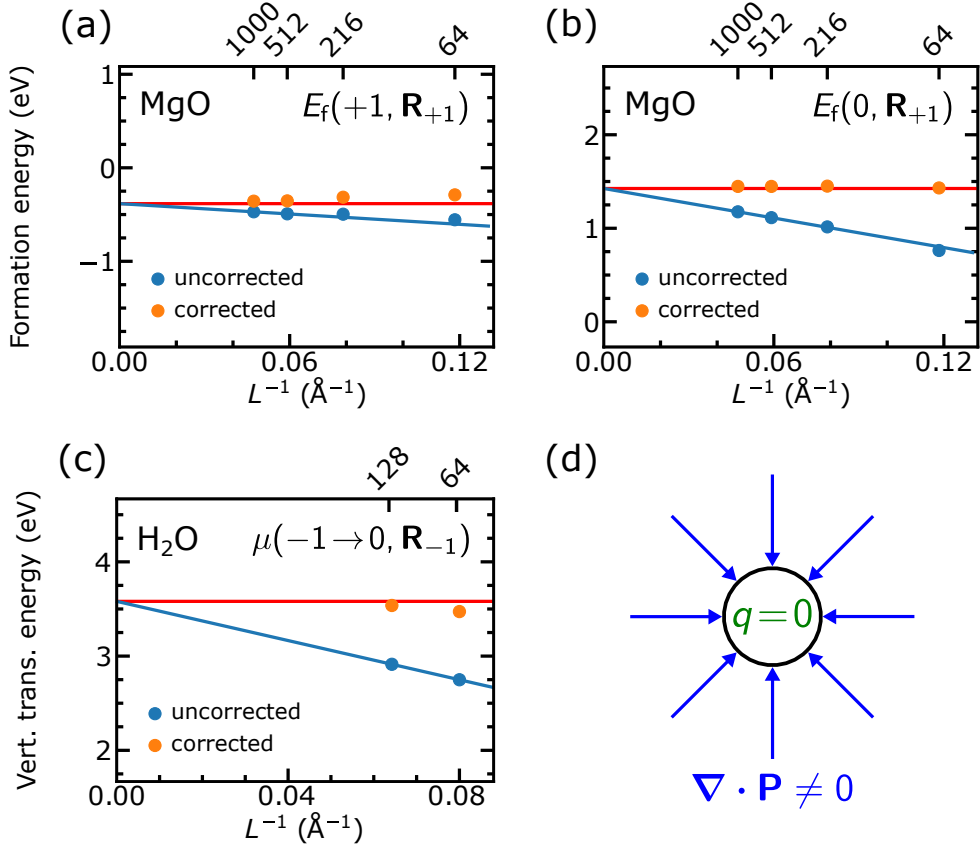 (a)
1000 512 216 64
Formation energy (eV)
1
0
−1
MgO
E_f(+1, R_{+1})
uncorrected
corrected
0.00 0.06 0.12
L⁻¹ (Å⁻¹)
(b)
1000 512 216 64
2
1
0
MgO
E_f(0, R_{+1})
uncorrected
corrected
0.00 0.06 0.12
L⁻¹ (Å⁻¹)
(c)
128 64
Vert. trans. energy (eV)
4
3
2
H₂O
μ(−1→0, R₋₁)
uncorrected
corrected
0.00 0.04 0.08
L⁻¹ (Å⁻¹)
(d)
q=0
∇ · P ≠ 0